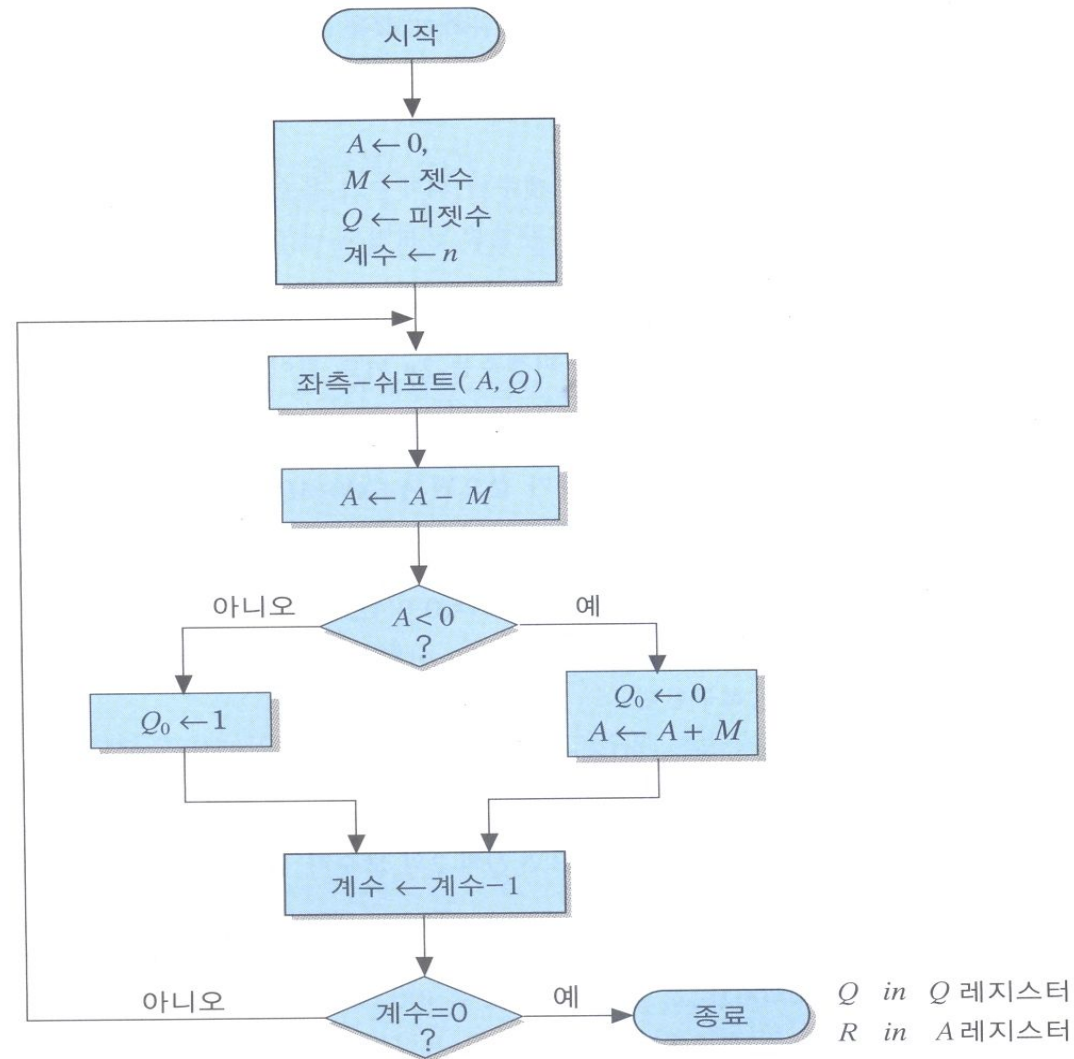 시작
A ← 0,
M ← 젯수
Q ← 피젯수
계수 ← n
좌측-쉬프트( A, Q )
A ← A - M
아니오
A < 0
?
예
Q₀ ← 1
Q₀ ← 0
A ← A + M
계수 ← 계수-1
아니오
계수=0
?
예
종료
Q in Q 레지스터
R in A 레지스터